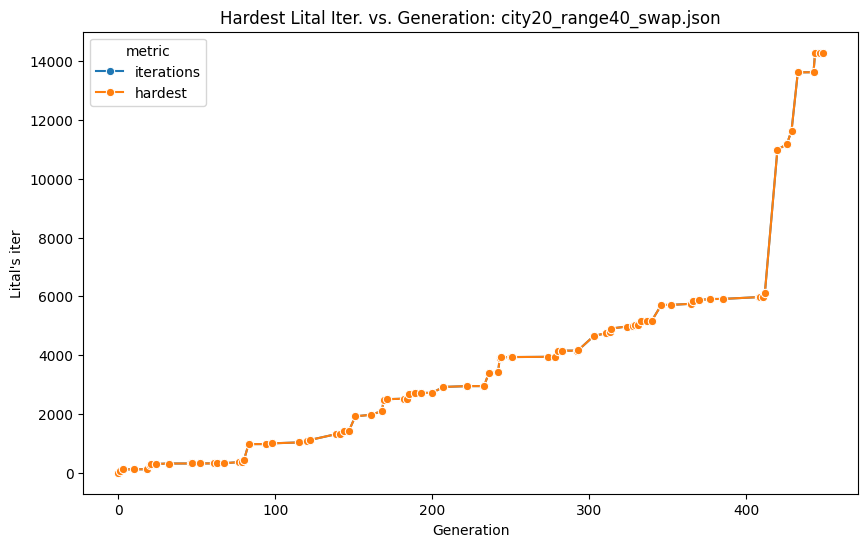 Hardest Lital Iter. vs. Generation: city20_range40_swap.json
metric
iterations
hardest
14000
12000
10000
8000
6000
4000
2000
0
Lital's iter
0 100 200 300 400
Generation